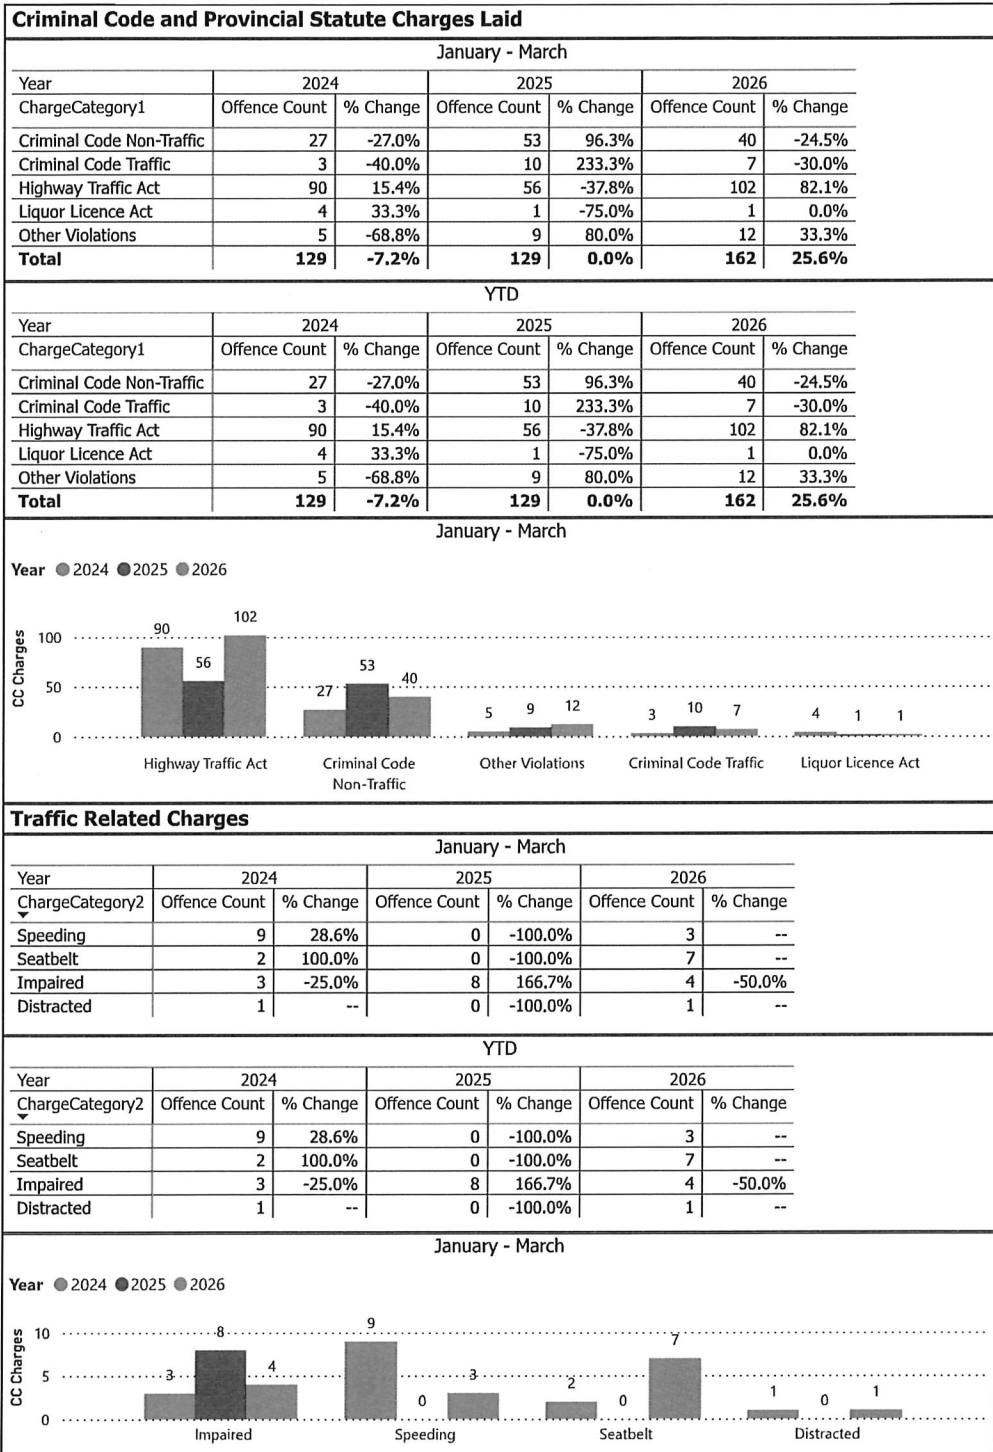 Criminal Code and Provincial Statute Charges Laid
January - March
Year 2024 2025 2026
ChargeCategory1 Offence Count % Change Offence Count % Change Offence Count % Change
Criminal Code Non-Traffic 27 -27.0% 53 96.3% 40 -24.5%
Criminal Code Traffic 3 -40.0% 10 233.3% 7 -30.0%
Highway Traffic Act 90 15.4% 56 -37.8% 102 82.1%
Liquor Licence Act 4 33.3% 1 -75.0% 1 0.0%
Other Violations 5 -68.8% 9 80.0% 12 33.3%
Total 129 -7.2% 129 0.0% 162 25.6%
YTD
Year 2024 2025 2026
ChargeCategory1 Offence Count % Change Offence Count % Change Offence Count % Change
Criminal Code Non-Traffic 27 -27.0% 53 96.3% 40 -24.5%
Criminal Code Traffic 3 -40.0% 10 233.3% 7 -30.0%
Highway Traffic Act 90 15.4% 56 -37.8% 102 82.1%
Liquor Licence Act 4 33.3% 1 -75.0% 1 0.0%
Other Violations 5 -68.8% 9 80.0% 12 33.3%
Total 129 -7.2% 129 0.0% 162 25.6%
January - March
Year 2024 2025 2026
CC Charges
100
50
0
90 56 102
27 53 40
5 9 12
3 10 7
4 1 1
Highway Traffic Act Criminal Code Other Violations Criminal Code Traffic Liquor Licence Act
Non-Traffic
Traffic Related Charges
January - March
Year 2024 2025 2026
ChargeCategory2 Offence Count % Change Offence Count % Change Offence Count % Change
Speeding 9 28.6% 0 -100.0% 3 --
Seatbelt 2 100.0% 0 -100.0% 7 --
Impaired 3 -25.0% 8 166.7% 4 -50.0%
Distracted 1 -- 0 -100.0% 1 --
YTD
Year 2024 2025 2026
ChargeCategory2 Offence Count % Change Offence Count % Change Offence Count % Change
Speeding 9 28.6% 0 -100.0% 3 --
Seatbelt 2 100.0% 0 -100.0% 7 --
Impaired 3 -25.0% 8 166.7% 4 -50.0%
Distracted 1 -- 0 -100.0% 1 --
January - March
Year 2024 2025 2026
CC Charges
10
5
0
3 8 4
9 0 3
2 0 7
1 0 1
Impaired Speeding Seatbelt Distracted